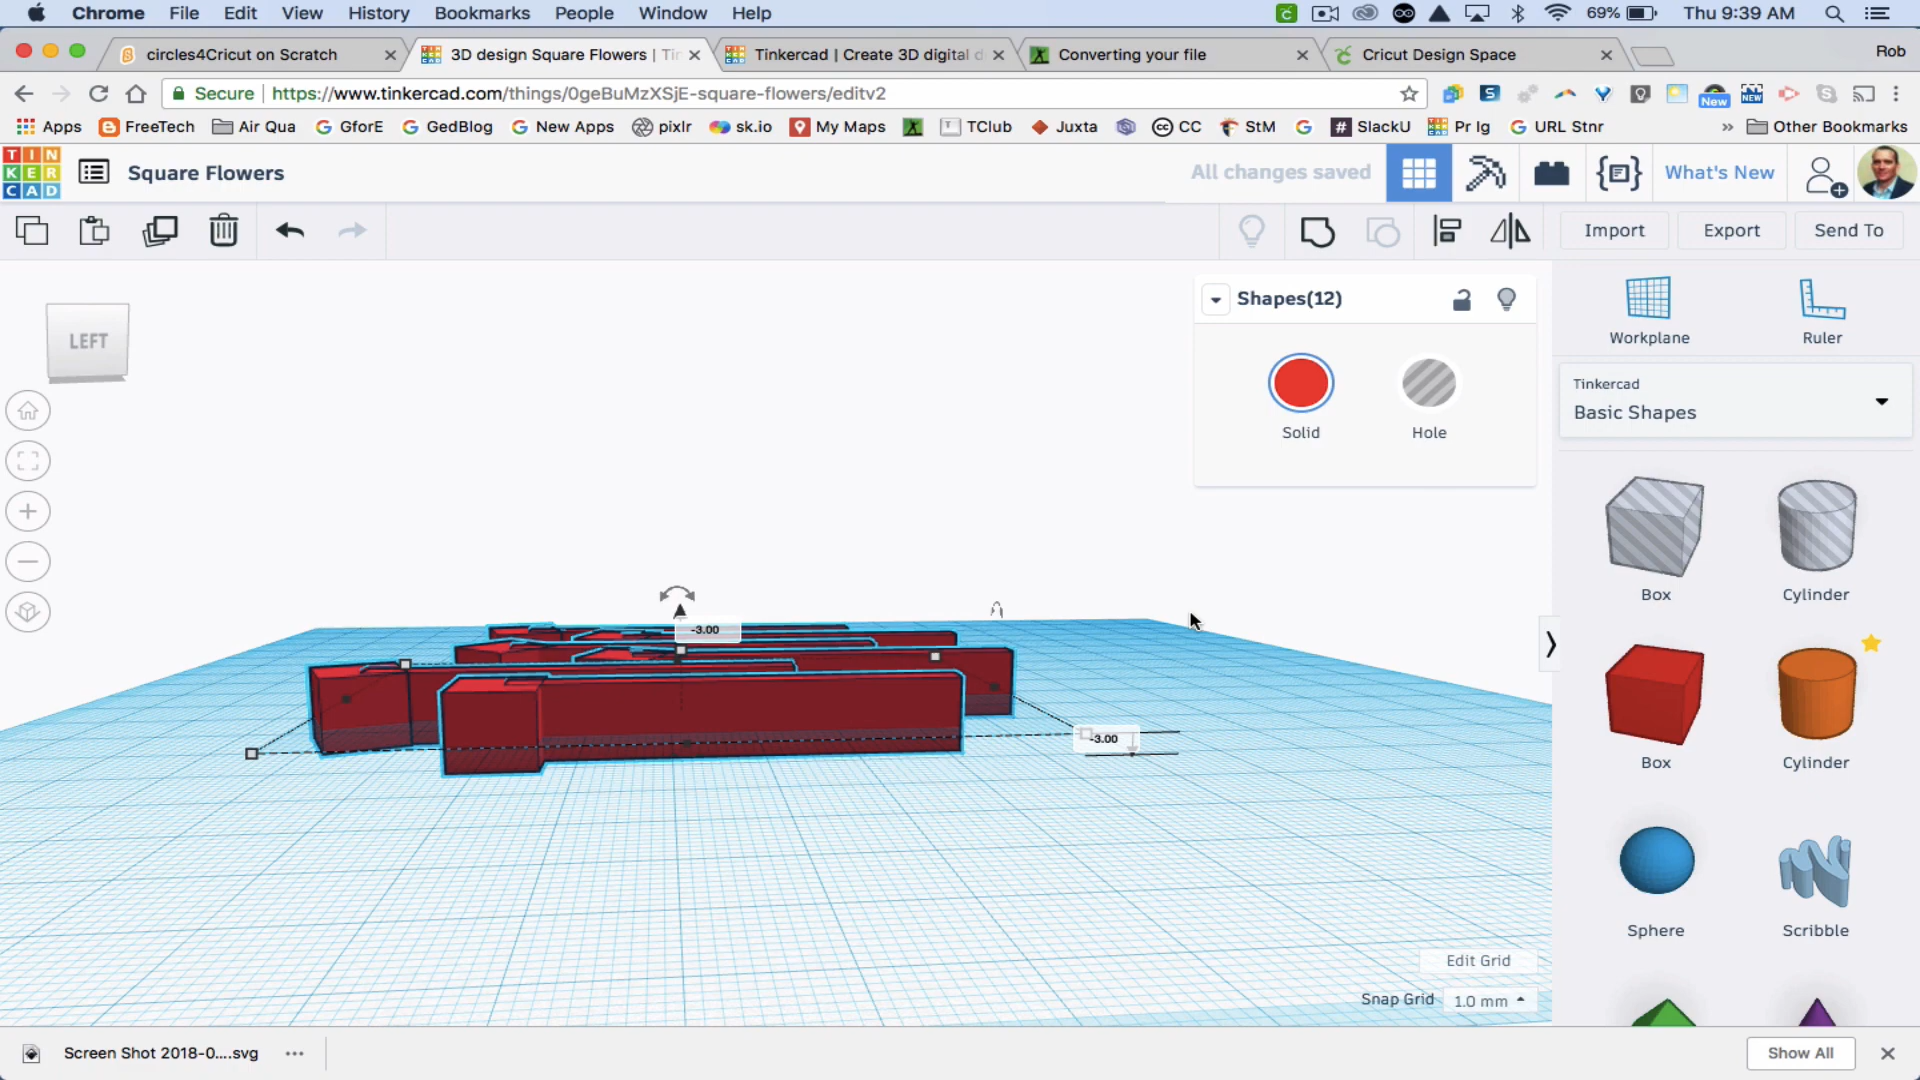 Chrome File Edit View History Bookmarks People Window Help 69% Thu 9:39 AM
circles4Cricut on Scratch 3D design Square Flowers | Tin Tinkercad | Create 3D digital d Converting your file Cricut Design Space Rob
Secure https://www.tinkercad.com/things/0geBuMzXSjE-square-flowers/editv2 New NEW
Apps FreeTech Air Qua GforE GedBlog New Apps pixlr sk.io My Maps TClub Juxta CC StM SlackU Pr Ig URL Stnr » Other Bookmarks
TIN
KER
CAD
Square Flowers All changes saved What's New
Import Export Send To
LEFT
Shapes(12)
Solid Hole
Workplane Ruler
Tinkercad
Basic Shapes
Box Cylinder
-3.00
-3.00
Box Cylinder
Sphere Scribble
Edit Grid
Snap Grid 1.0 mm
Screen Shot 2018-0....svg Show All